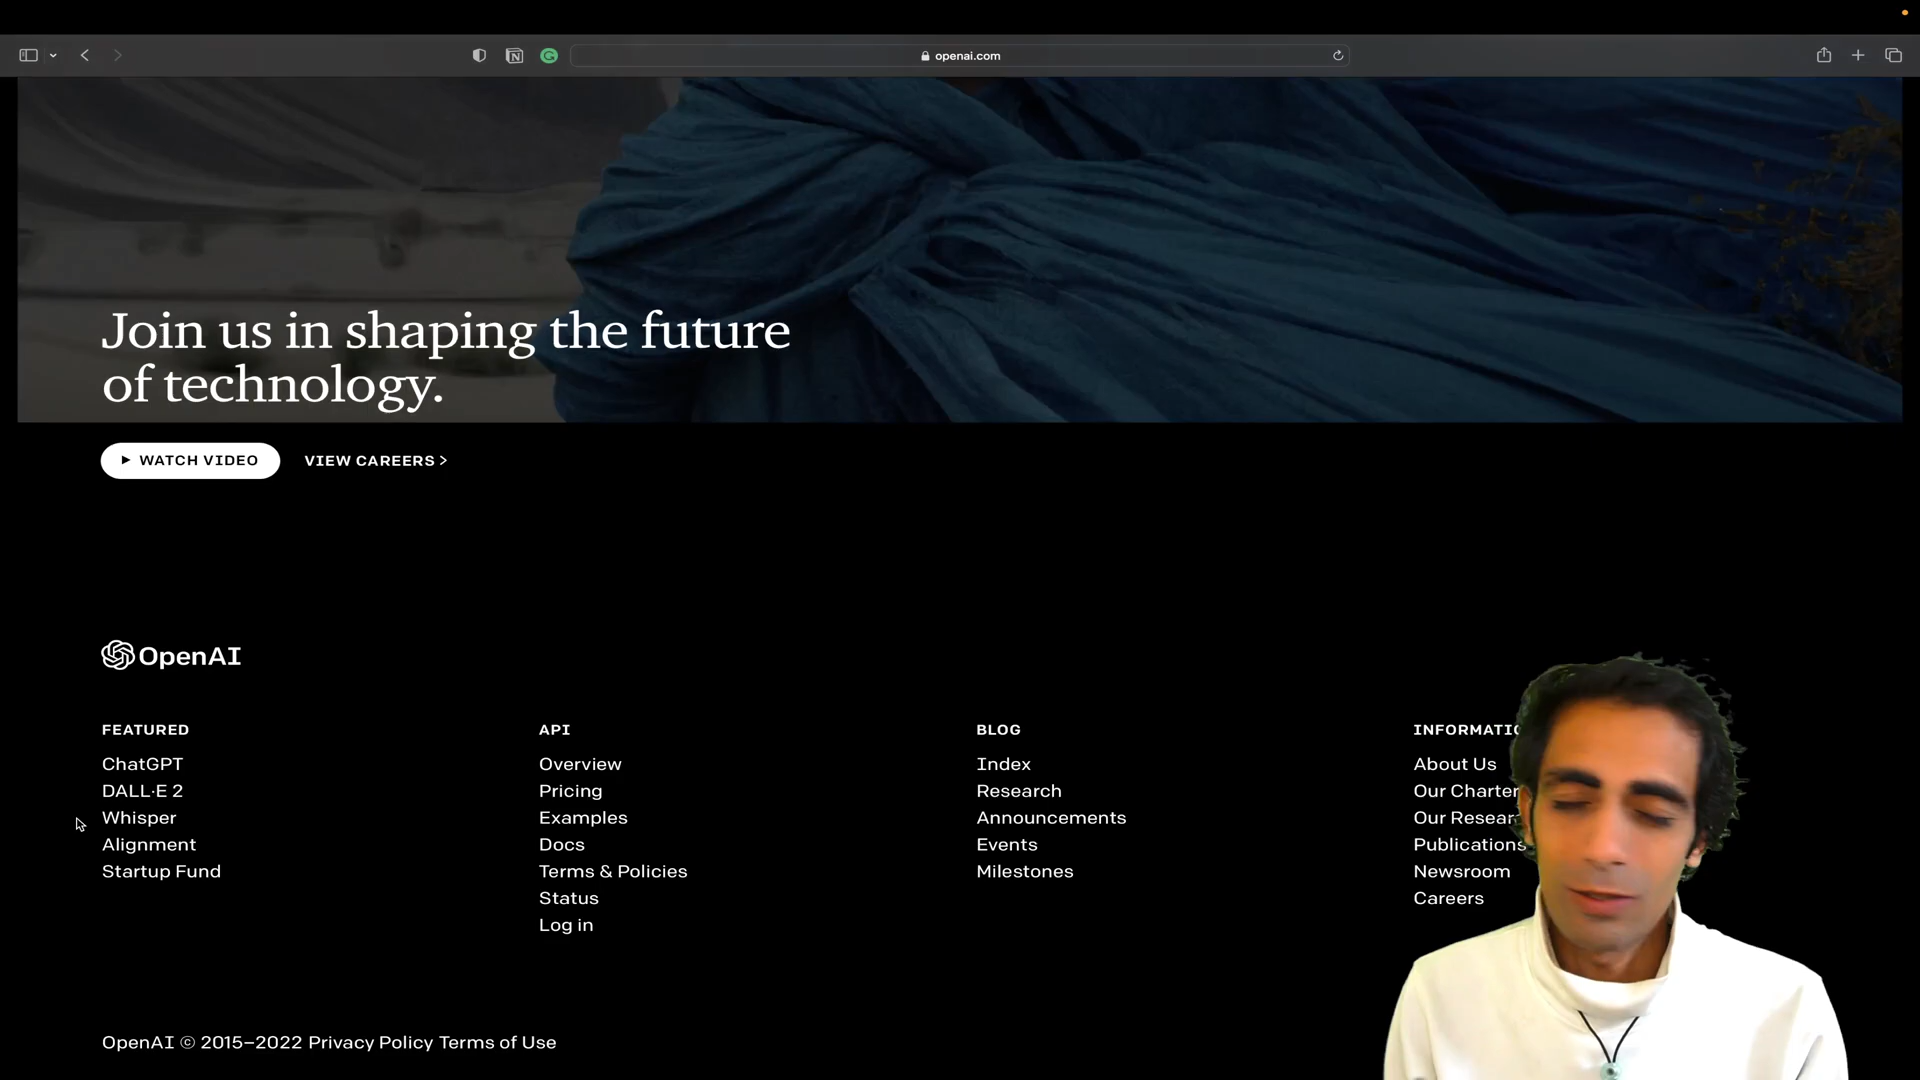 openai.com
Join us in shaping the future
of technology.
WATCH VIDEO
VIEW CAREERS >
OpenAI
FEATURED
ChatGPT
DALL·E 2
Whisper
Alignment
Startup Fund
API
Overview
Pricing
Examples
Docs
Terms & Policies
Status
Log in
BLOG
Index
Research
Announcements
Events
Milestones
INFORMATIO
About Us
Our Charter
Our Resear
Publications
Newsroom
Careers
OpenAI © 2015–2022 Privacy Policy Terms of Use